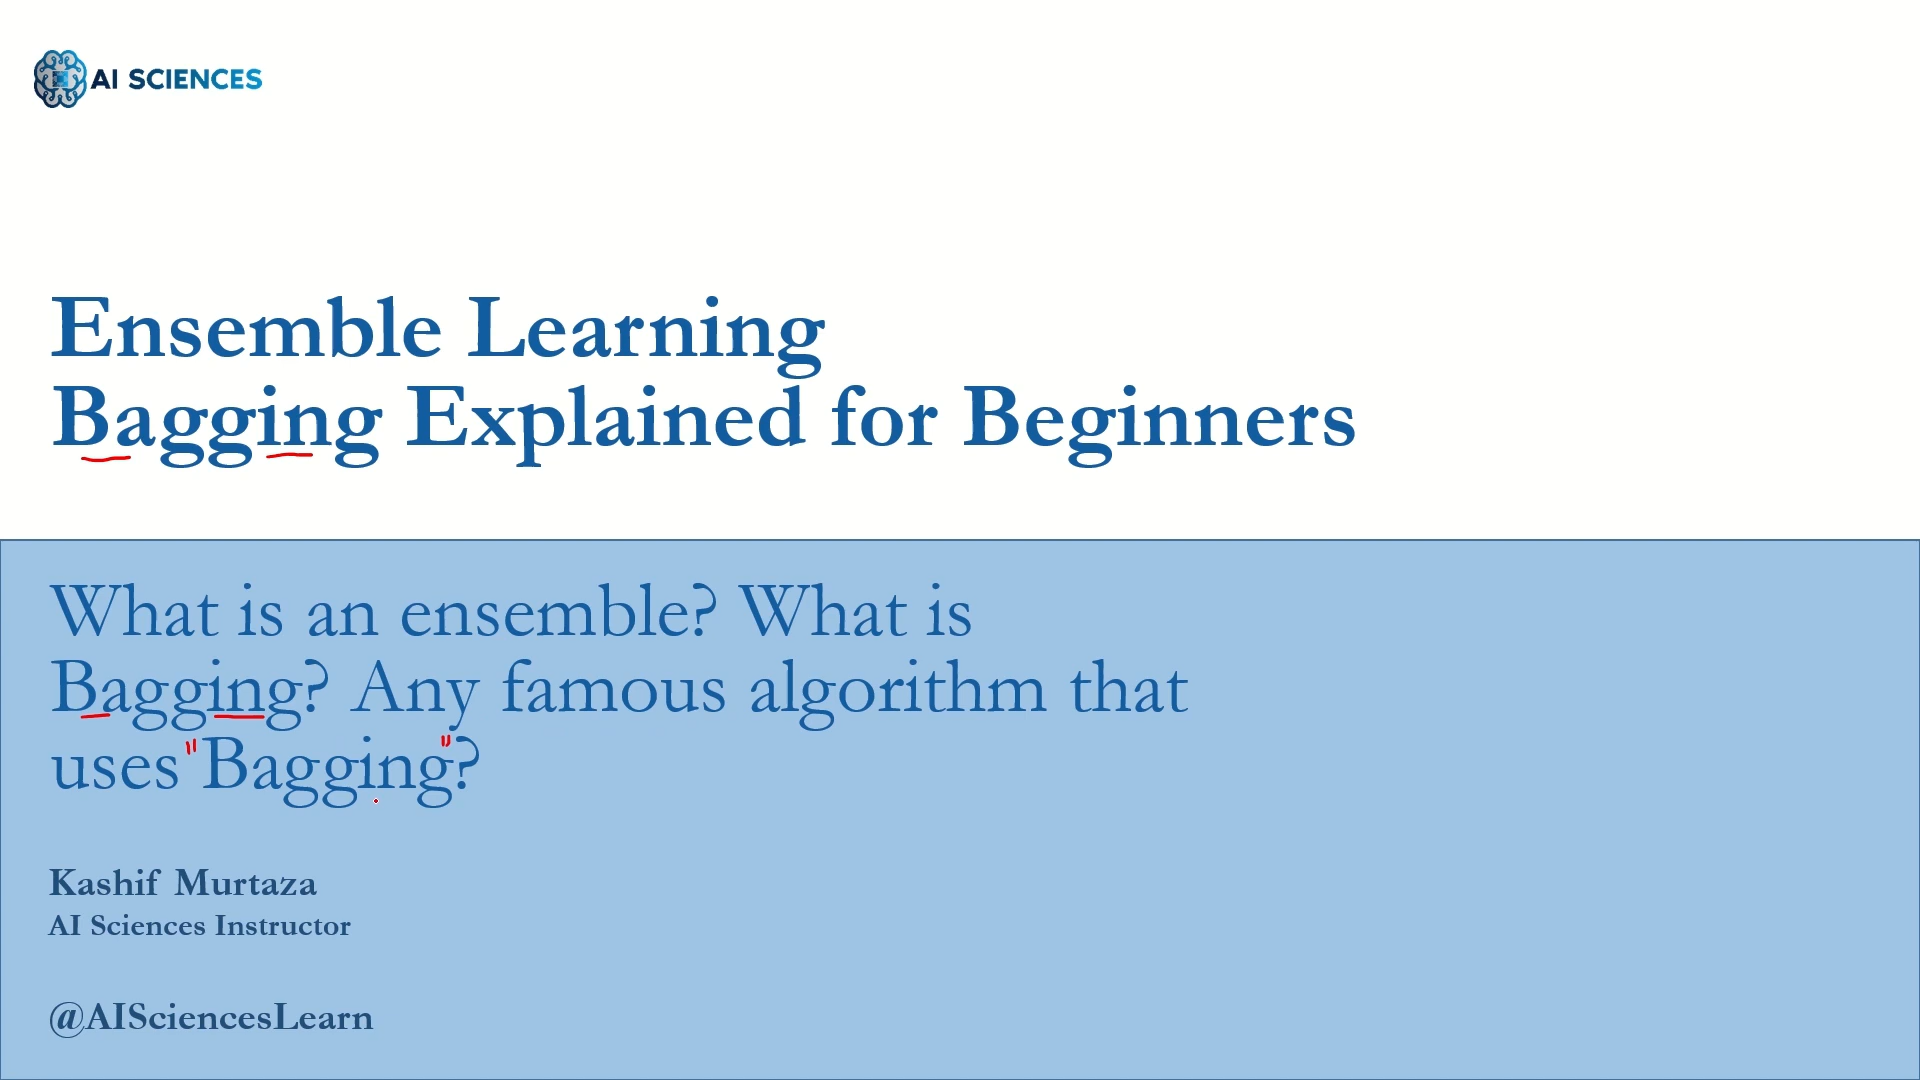 AI SCIENCES
Ensemble Learning
Bagging Explained for Beginners
What is an ensemble? What is
Bagging? Any famous algorithm that
uses "Bagging"?
Kashif Murtaza
AI Sciences Instructor
@AISciencesLearn